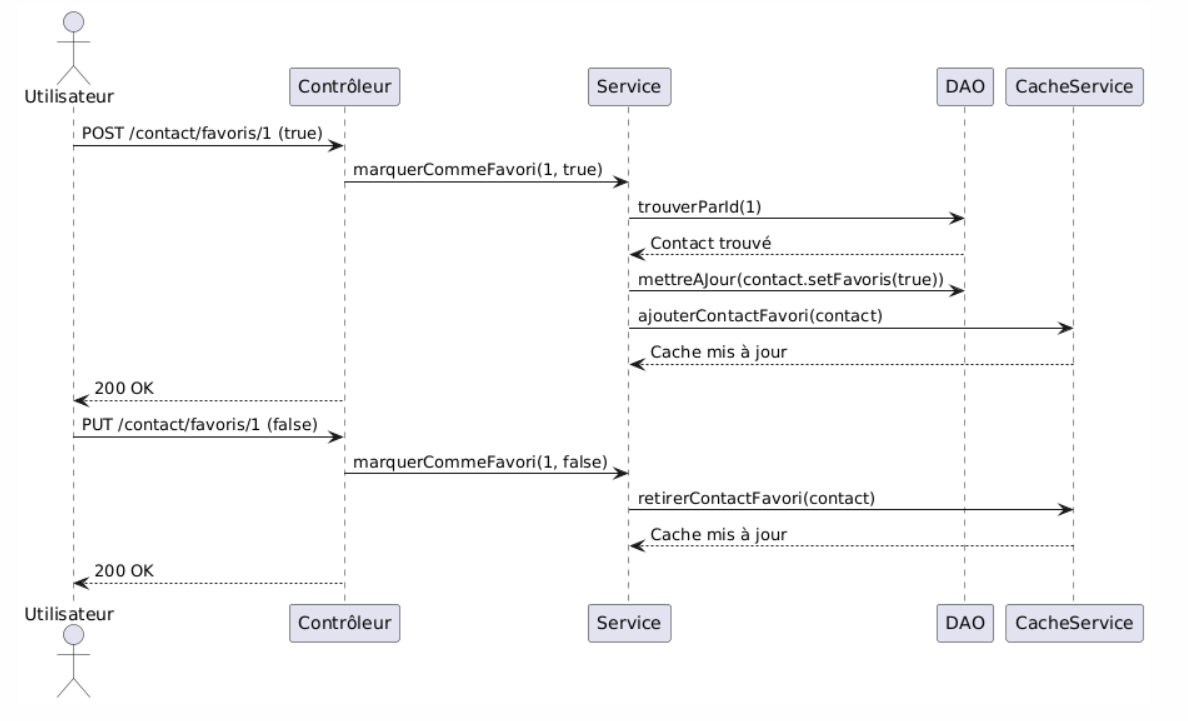 Utilisateur
Contrôleur
Service
DAO
CacheService
POST /contact/favoris/1 (true)
marquerCommeFavori(1, true)
trouverParId(1)
Contact trouvé
mettreAJour(contact.setFavoris(true))
ajouterContactFavori(contact)
Cache mis à jour
200 OK
PUT /contact/favoris/1 (false)
marquerCommeFavori(1, false)
retirerContactFavori(contact)
Cache mis à jour
200 OK
Utilisateur
Contrôleur
Service
DAO
CacheService